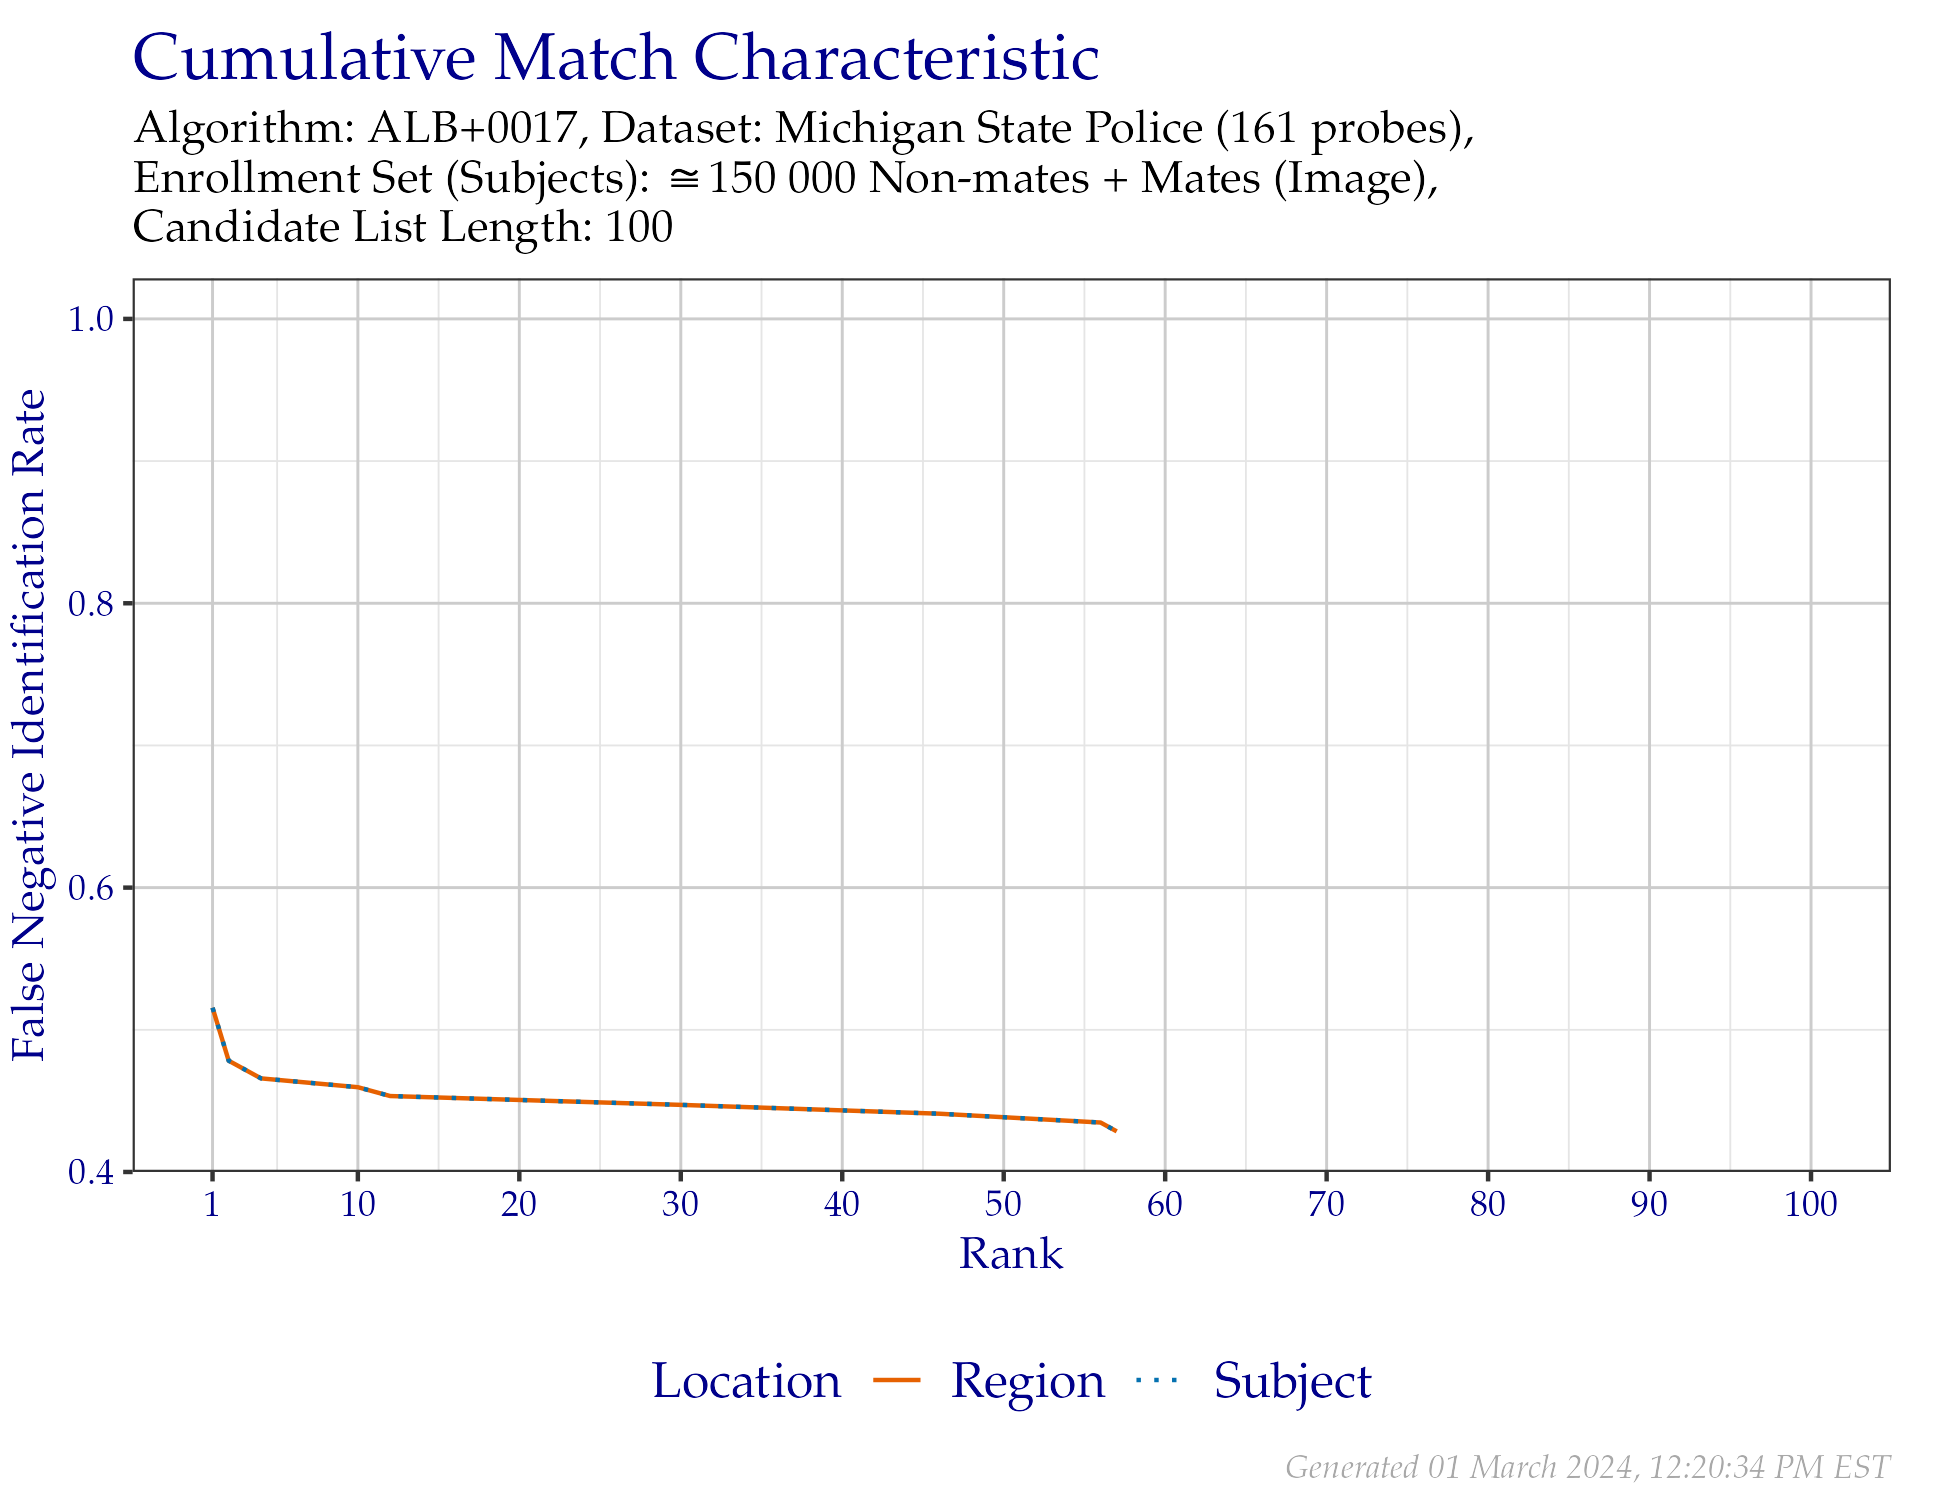 Cumulative Match Characteristic
Algorithm: ALB+0017, Dataset: Michigan State Police (161 probes),
Enrollment Set (Subjects): ≅ 150 000 Non-mates + Mates (Image),
Candidate List Length: 100
False Negative Identification Rate
1.0
0.8
0.6
0.4
1 10 20 30 40 50 60 70 80 90 100
Rank
Location Region Subject
Generated 01 March 2024, 12:20:34 PM EST